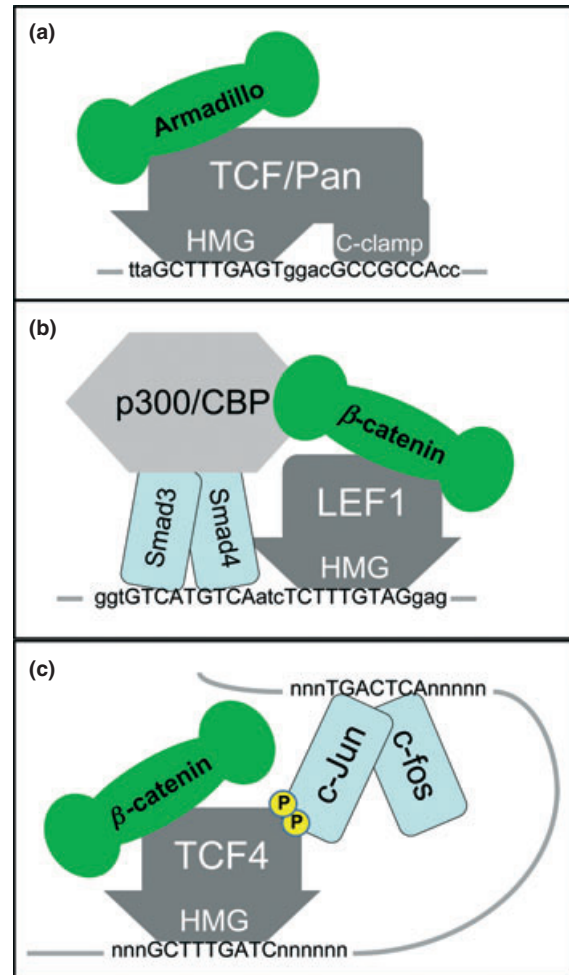 (a)
Armadillo
TCF/Pan
HMG
C-clamp
ttaGCTTTGAGTggacGCCGCCAcc
(b)
p300/CBP
β-catenin
Smad3
Smad4
LEF1
HMG
ggtGTCATGTCAatcTCTTTGTAGgag
(c)
nnnTGACTCAnnnnn
β-catenin
c-Jun
c-fos
P
P
TCF4
HMG
nnnGCTTTGATCnnnnnn